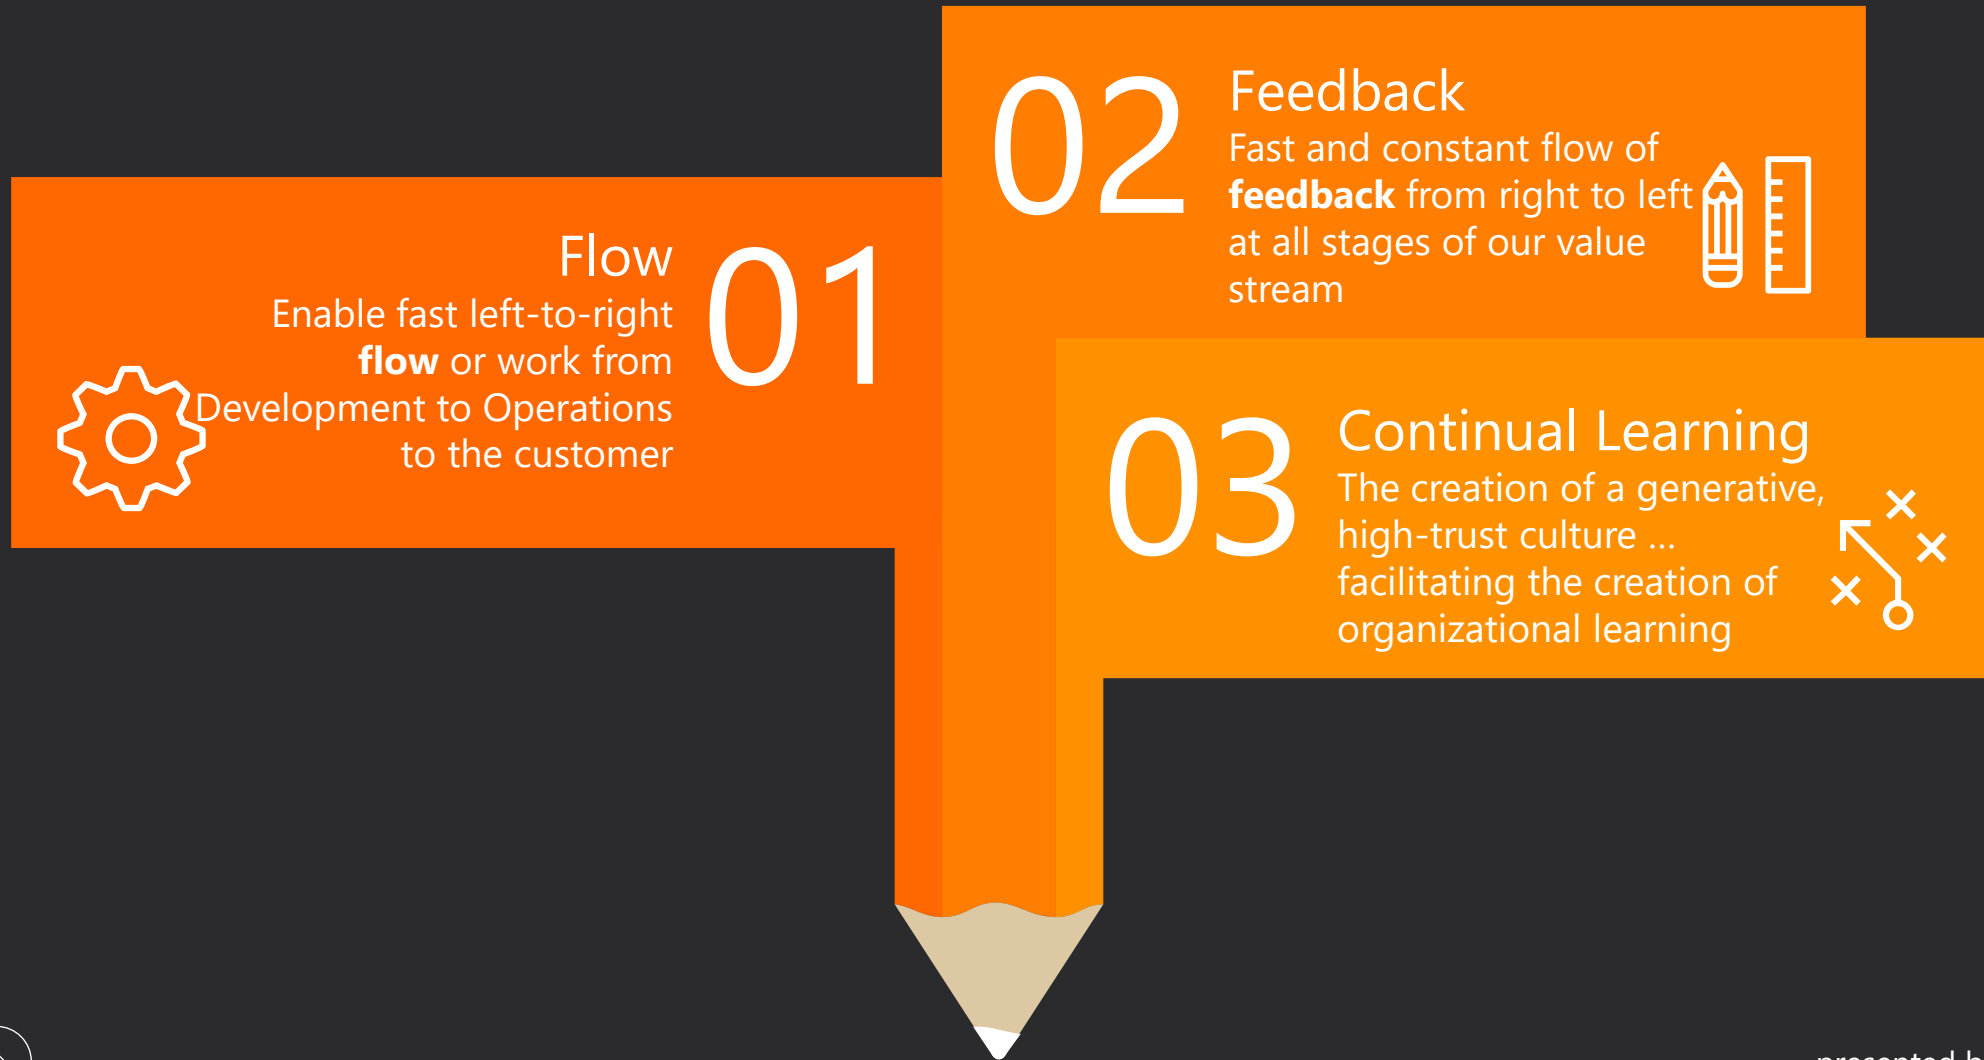 01
Flow
Enable fast left-to-right
flow or work from
Development to Operations
to the customer
02
Feedback
Fast and constant flow of
feedback from right to left
at all stages of our value
stream
03
Continual Learning
The creation of a generative,
high-trust culture ...
facilitating the creation of
organizational learning